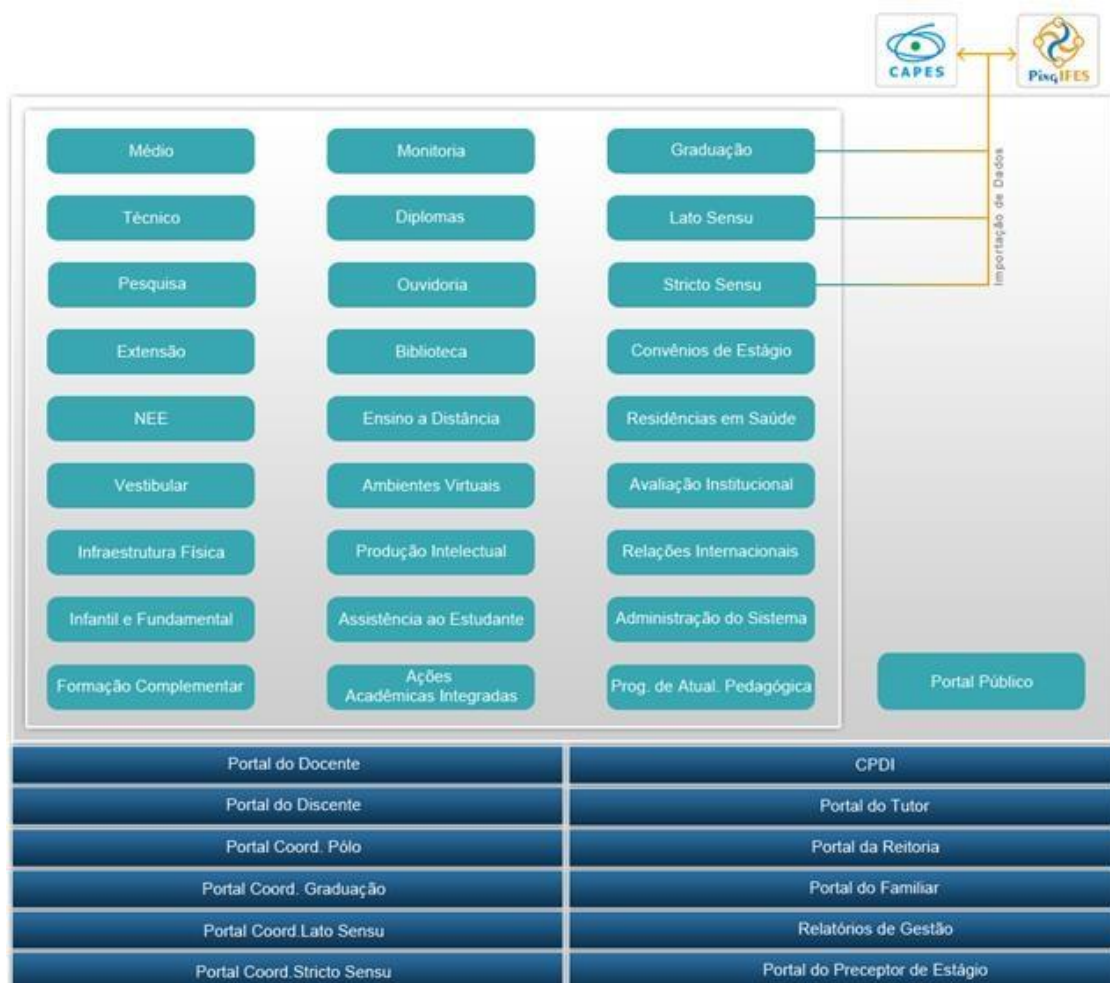 CAPES
PingIFES
Médio
Monitoria
Graduação
Técnico
Diplomas
Lato Sensu
Pesquisa
Ouvidoria
Stricto Sensu
Importação de Dados
Extensão
Biblioteca
Convênios de Estágio
NEE
Ensino a Distância
Residências em Saúde
Vestibular
Ambientes Virtuais
Avaliação Institucional
Infraestrutura Física
Produção Intelectual
Relações Internacionais
Infantil e Fundamental
Assistência ao Estudante
Administração do Sistema
Formação Complementar
Ações
Acadêmicas Integradas
Prog. de Atual. Pedagógica
Portal Público
Portal do Docente
CPDI
Portal do Discente
Portal do Tutor
Portal Coord. Pólo
Portal da Reitoria
Portal Coord. Graduação
Portal do Familiar
Portal Coord.Lato Sensu
Relatórios de Gestão
Portal Coord.Stricto Sensu
Portal do Preceptor de Estágio